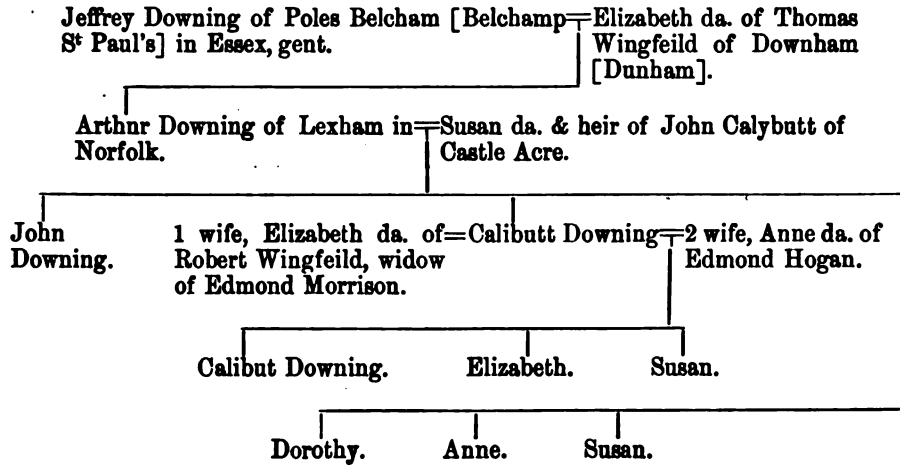 Jeffrey Downing of Poles Belcham [Belchamp=Elizabeth da. of Thomas
St Paul's] in Essex, gent. Wingfeild of Downham
[Dunham].
Arthur Downing of Lexham in=Susan da. & heir of John Calybutt of
Norfolk. Castle Acre.
John 1 wife, Elizabeth da. of=Calibutt Downing=2 wife, Anne da. of
Downing. Robert Wingfeild, widow Edmond Hogan.
of Edmond Morrison.
Calibut Downing. Elizabeth. Susan.
Dorothy. Anne. Susan.